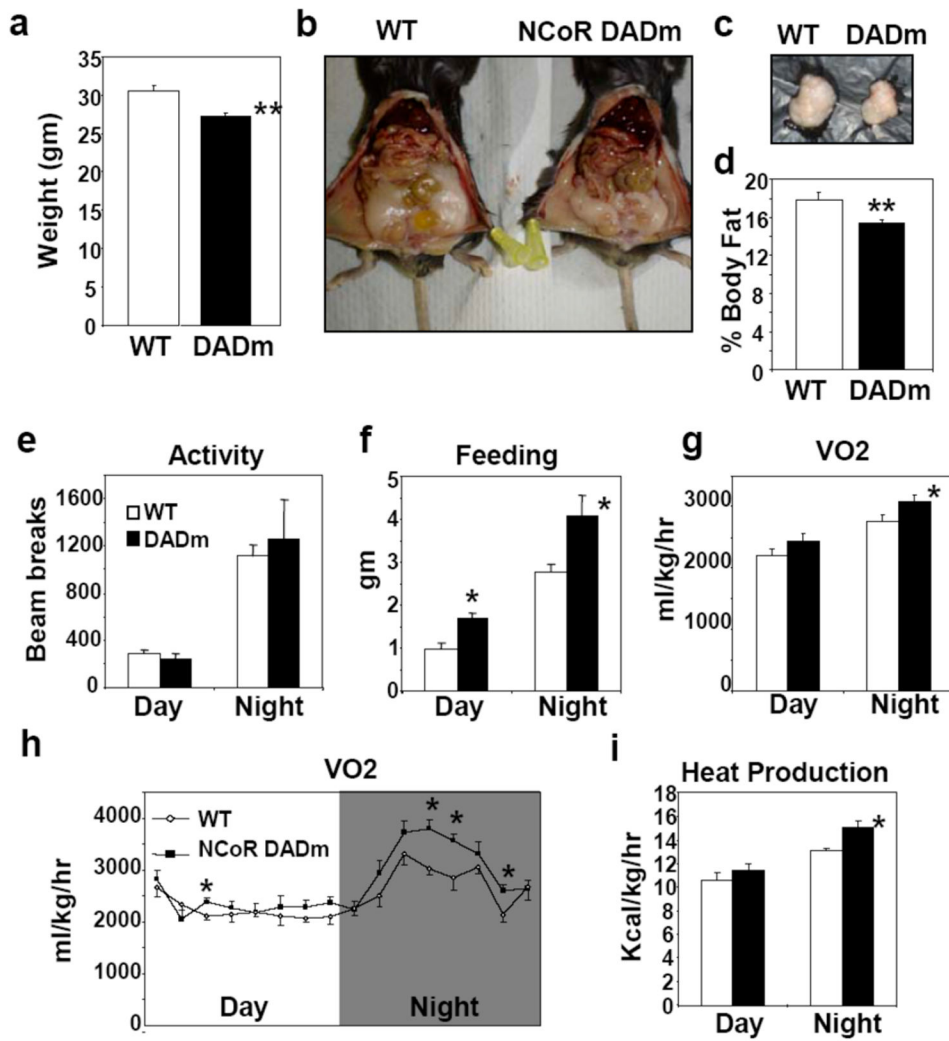 a
Weight (gm)
35
30
25
20
15
10
5
0
**
WT DADm
b
WT NCoR DADm
c
WT DADm
d
% Body Fat
20
16
12
8
4
0
**
WT DADm
e
Activity
Beam breaks
1600
1200
800
400
0
WT
DADm
Day Night
f
Feeding
gm
5
4
3
2
1
0
*
*
Day Night
g
VO2
ml/kg/hr
3000
2000
1000
0
*
Day Night
h
VO2
ml/kg/hr
4000
3000
2000
1000
0
WT
NCoR DADm
*
* *
*
Day Night
i
Heat Production
Kcal/kg/hr
18
16
14
12
10
8
6
4
2
0
*
Day Night